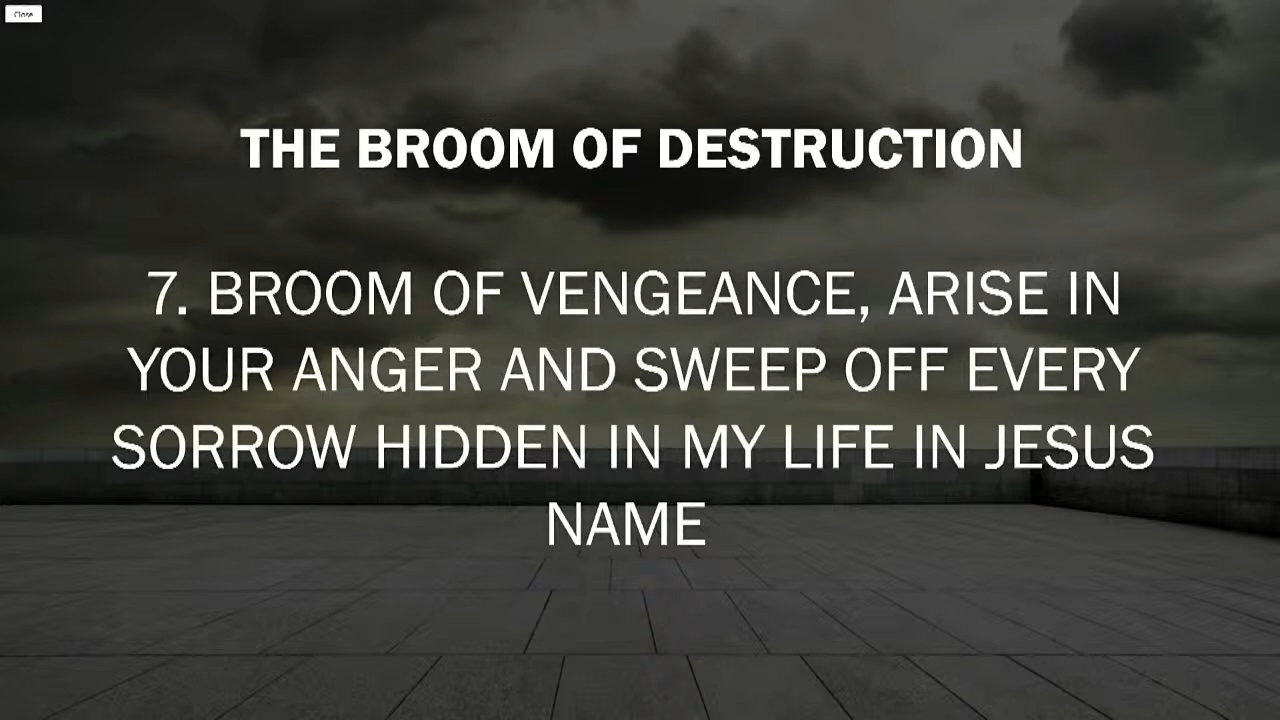 Close
THE BROOM OF DESTRUCTION
7. BROOM OF VENGEANCE, ARISE IN
YOUR ANGER AND SWEEP OFF EVERY
SORROW HIDDEN IN MY LIFE IN JESUS
NAME